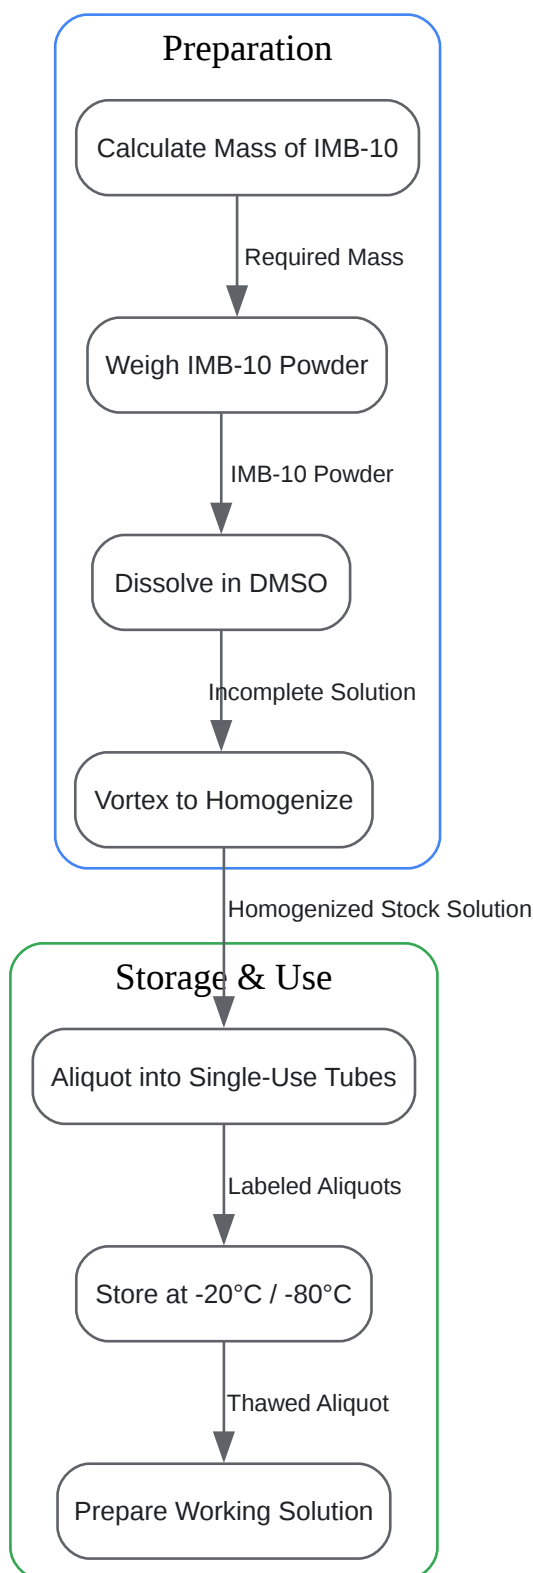 Preparation
Calculate Mass of IMB-10
Required Mass
Weigh IMB-10 Powder
IMB-10 Powder
Dissolve in DMSO
Incomplete Solution
Vortex to Homogenize
Homogenized Stock Solution
Storage & Use
Aliquot into Single-Use Tubes
Labeled Aliquots
Store at -20°C / -80°C
Thawed Aliquot
Prepare Working Solution